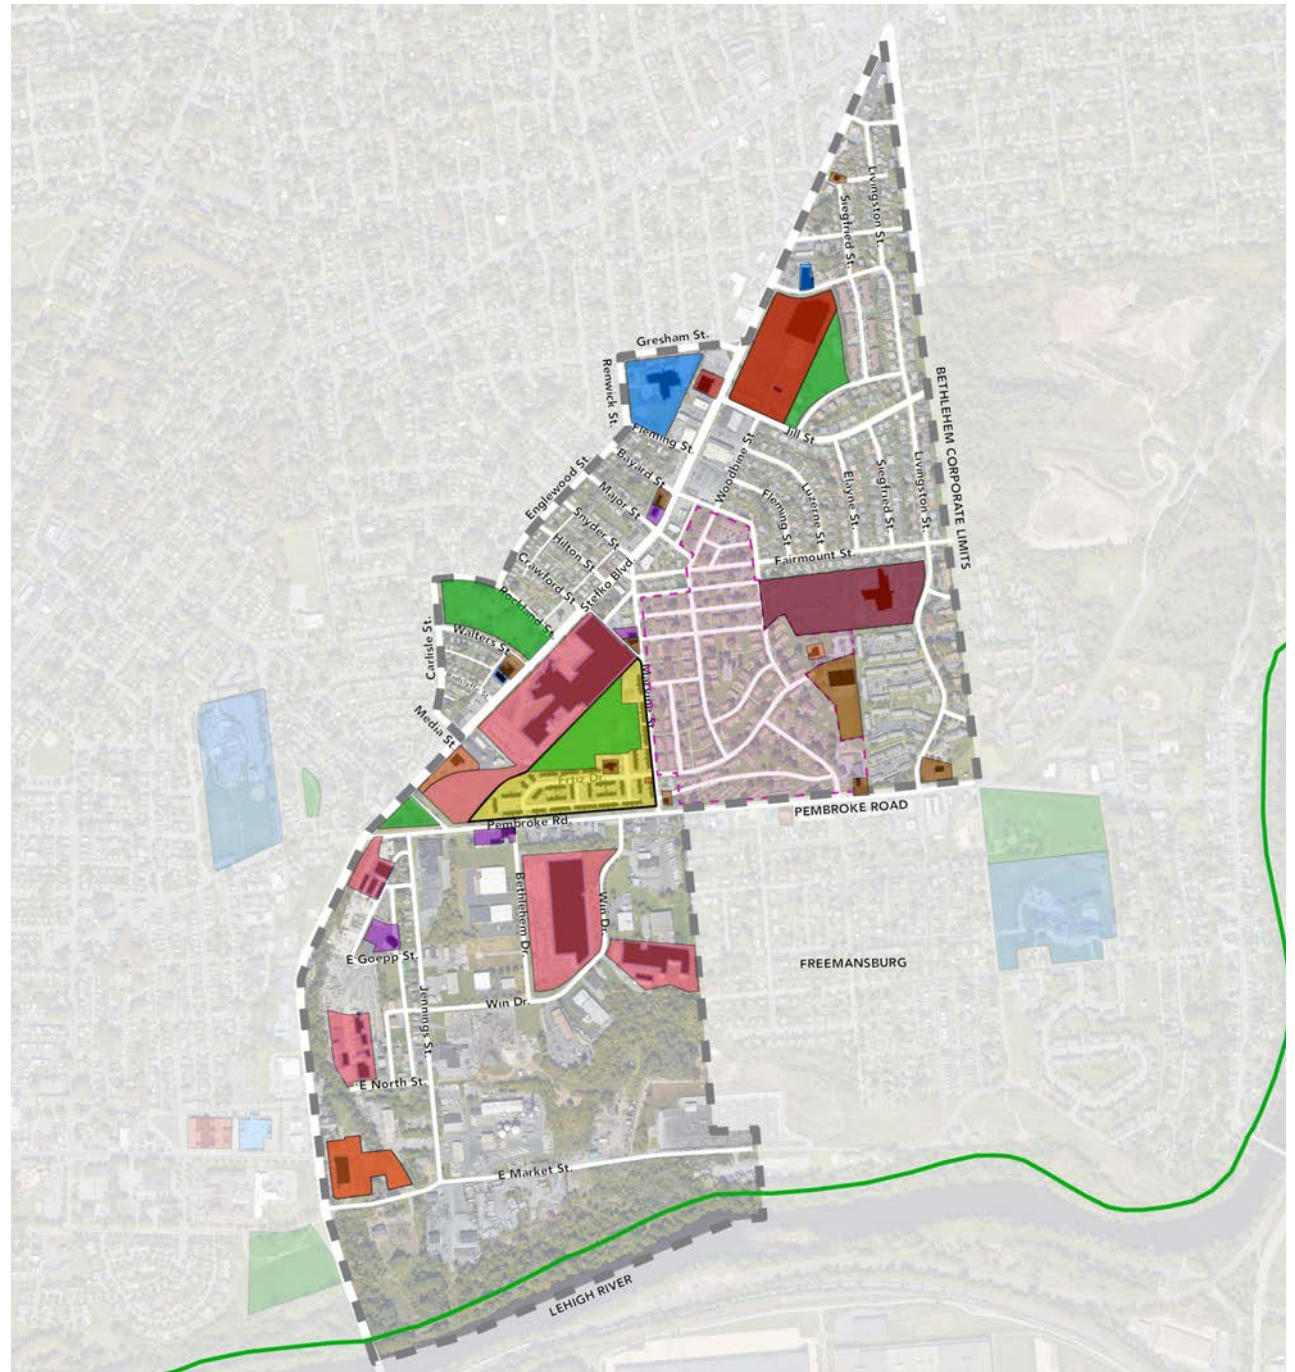 Livingston St.
Siegfried St.
Gresham St.
Renwick St.
BETHLEHEM CORPORATE LIMITS
Fleming St.
Jill St.
Bayard St.
Woodbine St.
Englewood St.
Major St
Luzerne St
Elayne St.
Siegfried St.
Livingston St.
Fleming St.
Snyder St.
Hilton St.
Stefko Blvd.
Fairmount St.
Crawford St.
Rockland St.
Carlisle St.
Walters St.
Marvine St
Media St
Fritz Dr.
PEMBROKE ROAD
Pembroke Rd.
Bethlehem Dr.
Win Dr.
E Goepp St.
FREEMANSBURG
Jennings St.
Win Dr.
E North St.
E Market St.
LEHIGH RIVER